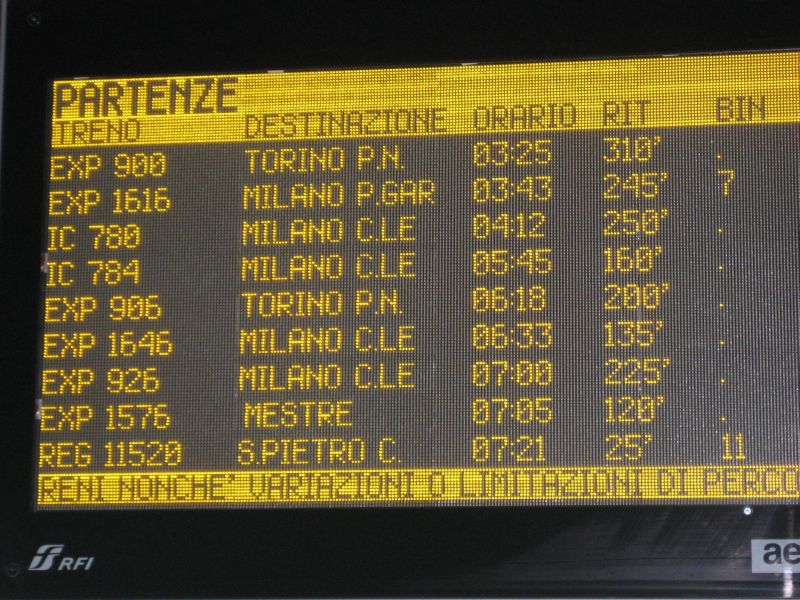 PARTENZE
TRENO DESTINAZIONE ORARIO RIT BIN
EXP 900 TORINO P.N. 03:25 310' .
EXP 1616 MILANO P.GAR 03:43 245' 7
IC 780 MILANO C.LE 04:12 250' .
IC 784 MILANO C.LE 05:45 160' .
EXP 906 TORINO P.N. 06:18 200' .
EXP 1646 MILANO C.LE 06:33 135' .
EXP 926 MILANO C.LE 07:00 225' .
EXP 1576 MESTRE 07:05 120' .
REG 11520 S.PIETRO C. 07:21 25' 11
RENI NONCHE' VARIAZIONI O LIMITAZIONI DI PERCO
RFI
ae